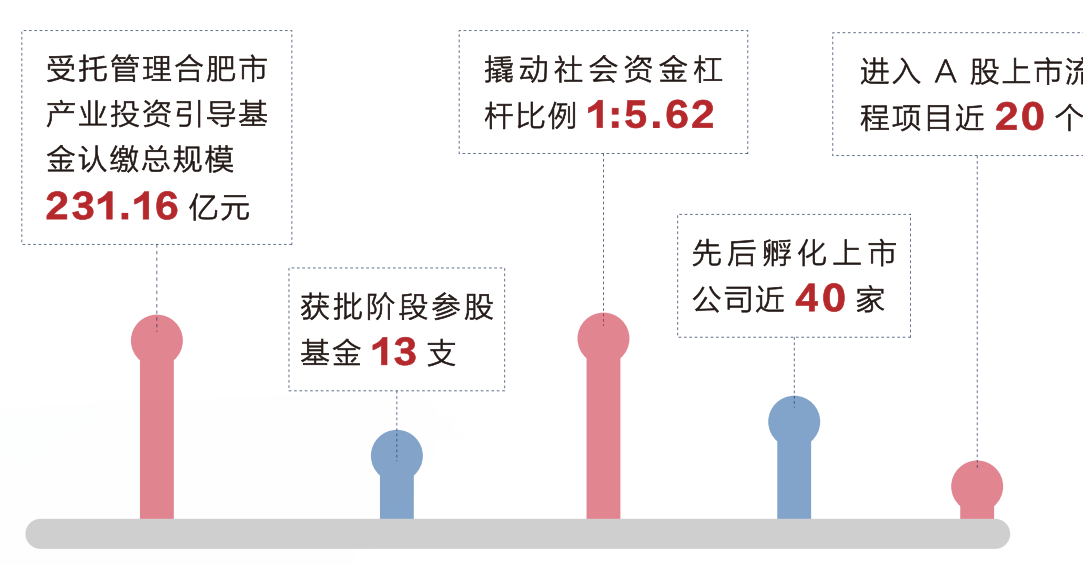 受托管理合肥市
产业投资引导基
金认缴总规模
231.16 亿元
获批阶段参股
基金 13 支
撬动社会资金杠
杆比例 1:5.62
先后孵化上市
公司近 40 家
进入 A 股上市流
程项目近 20 个